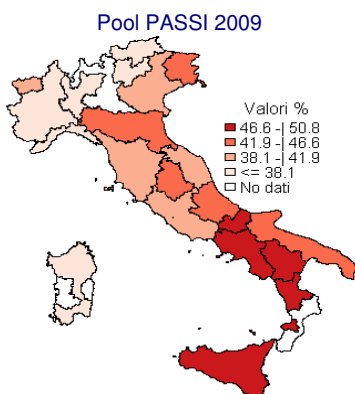 Pool PASSI 2009
Valori %
46.6 -| 50.8
41.9 -| 46.6
38.1 -| 41.9
<= 38.1
No dati